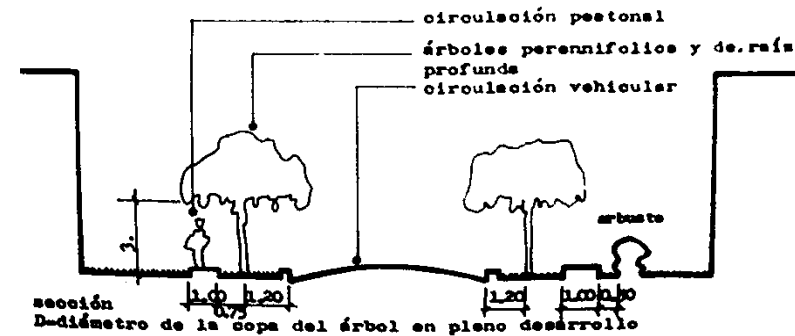 circulación peatonal
árboles perennifolios y de.raíz
profunda
circulación vehicular
arbusto
3.
1,00
0.75
1,20
1,20
1,00
sección
D=diámetro de la copa del árbol en pleno desarrollo